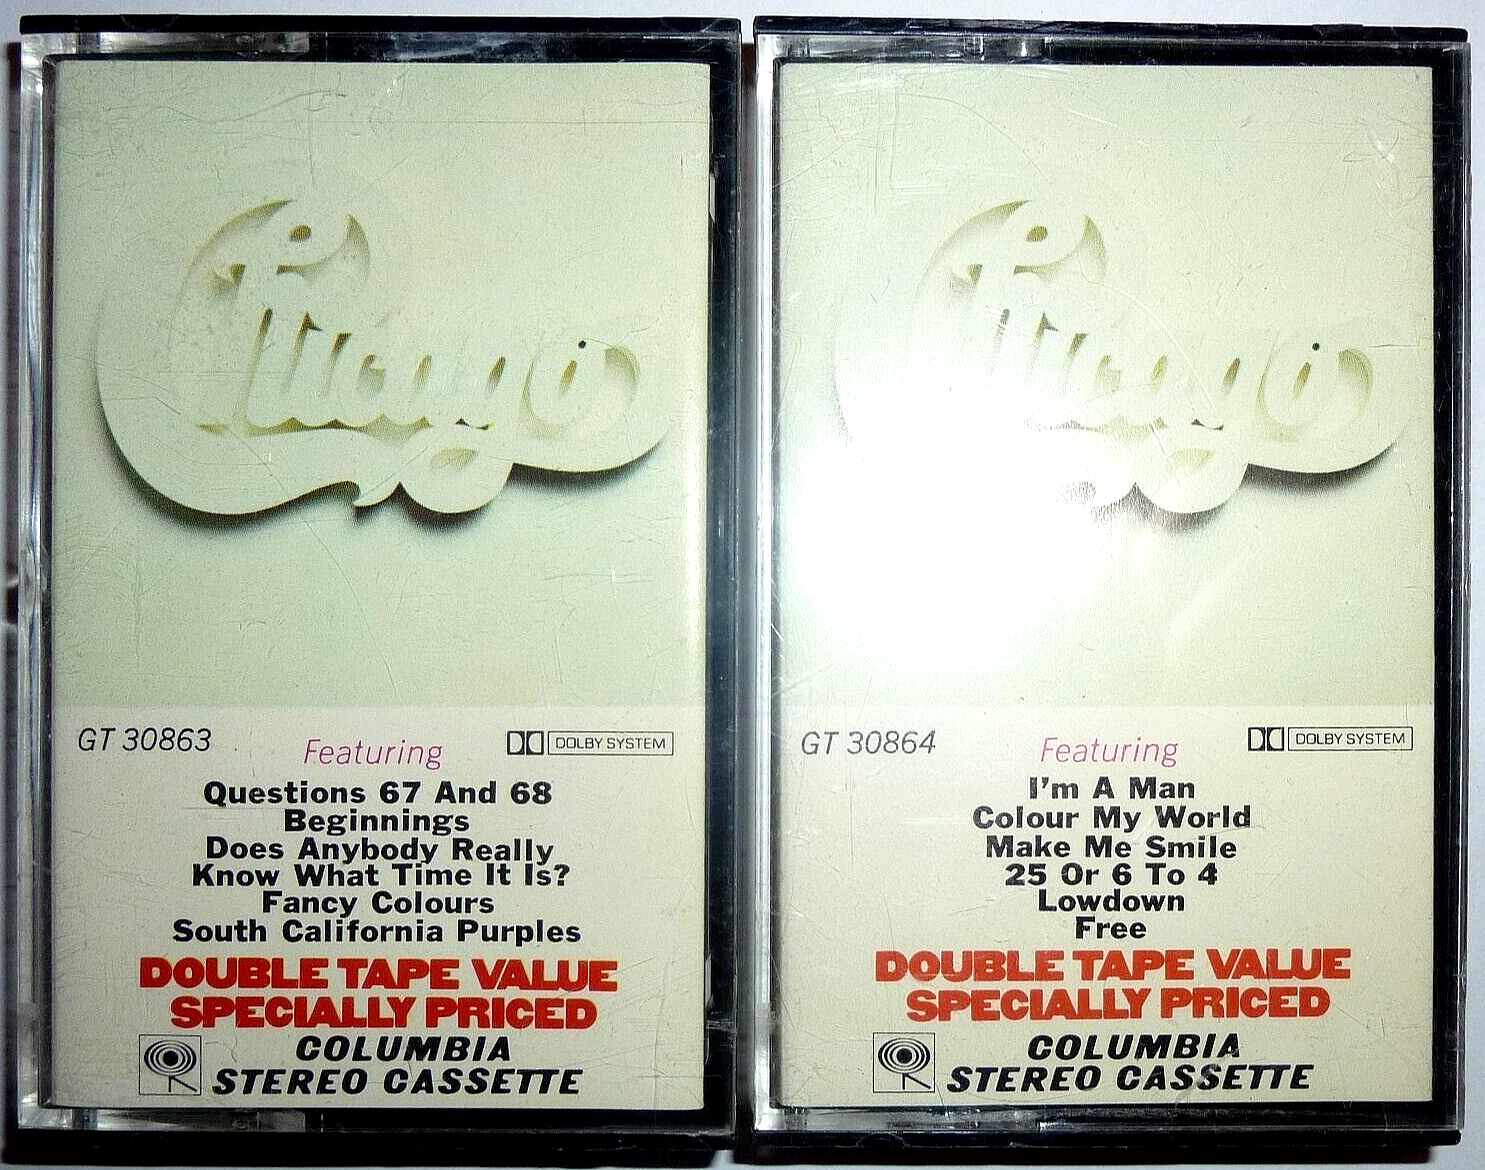 Chicago
GT 30863
Featuring
DOLBY SYSTEM
Questions 67 And 68
Beginnings
Does Anybody Really
Know What Time It Is?
Fancy Colours
South California Purples
DOUBLE TAPE VALUE
SPECIALLY PRICED
COLUMBIA
STEREO CASSETTE
Chicago
GT 30864
Featuring
DOLBY SYSTEM
I'm A Man
Colour My World
Make Me Smile
25 Or 6 To 4
Lowdown
Free
DOUBLE TAPE VALUE
SPECIALLY PRICED
COLUMBIA
STEREO CASSETTE